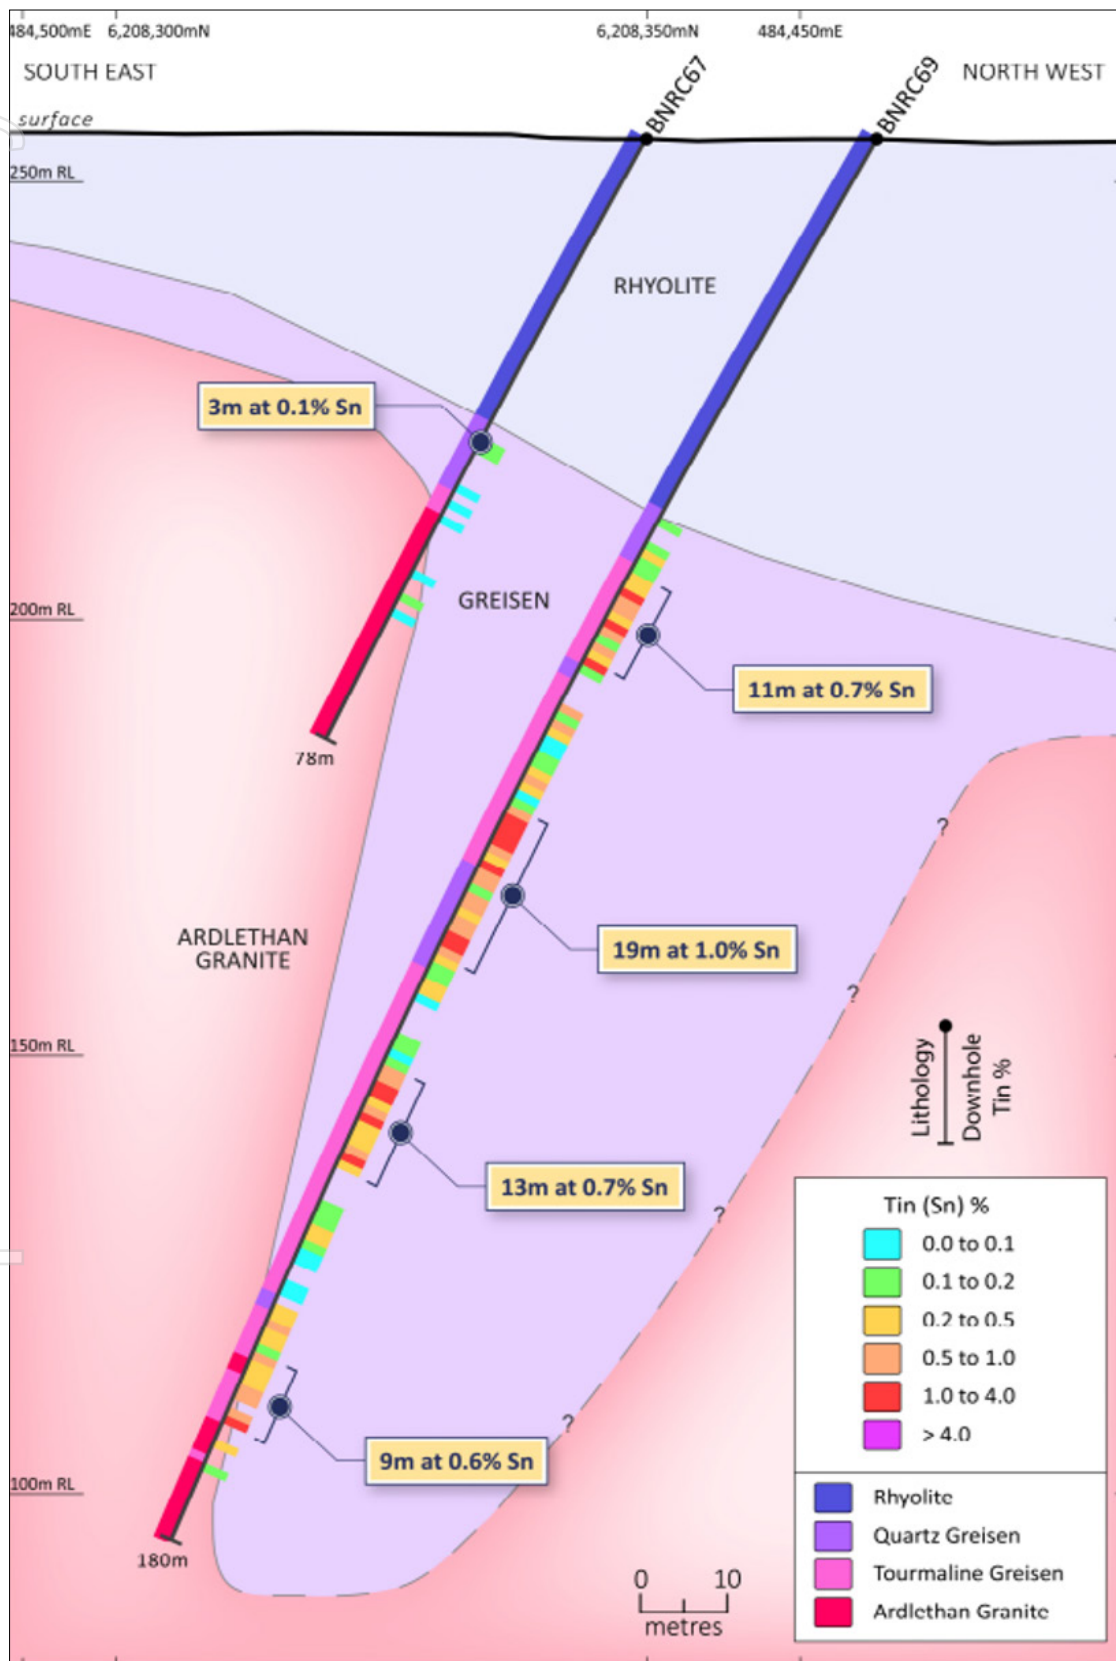 484,500mE 6,208,300mN 6,208,350mN 484,450mE
SOUTH EAST
NORTH WEST
BNRC67
BNRC69
surface
250m RL
RHYOLITE
3m at 0.1% Sn
GREISEN
200m RL
11m at 0.7% Sn
78m
?
ARDLETHAN
GRANITE
19m at 1.0% Sn
?
150m RL
Lithology
Downhole
Tin %
13m at 0.7% Sn
?
Tin (Sn) %
0.0 to 0.1
0.1 to 0.2
0.2 to 0.5
0.5 to 1.0
1.0 to 4.0
> 4.0
?
9m at 0.6% Sn
100m RL
Rhyolite
Quartz Greisen
Tourmaline Greisen
Ardlethan Granite
180m
0 10
metres